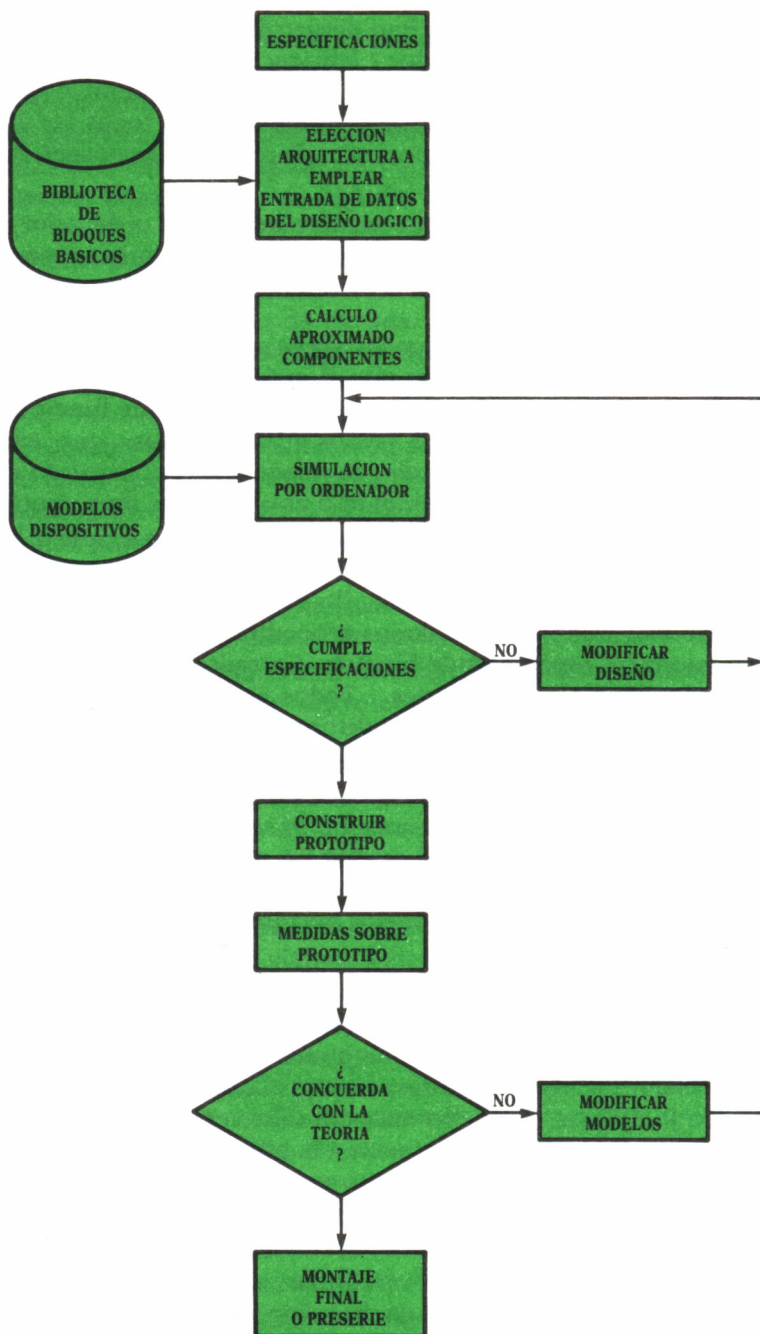 ESPECIFICACIONES
ELECCION
ARQUITECTURA A
EMPLEAR
ENTRADA DE DATOS
DEL DISEÑO LOGICO
BIBLIOTECA
DE
BLOQUES
BASICOS
CALCULO
APROXIMADO
COMPONENTES
SIMULACION
POR ORDENADOR
MODELOS
DISPOSITIVOS
¿
CUMPLE
ESPECIFICACIONES
?
NO
MODIFICAR
DISEÑO
CONSTRUIR
PROTOTIPO
MEDIDAS SOBRE
PROTOTIPO
¿
CONCUERDA
CON LA
TEORIA
?
NO
MODIFICAR
MODELOS
MONTAJE
FINAL
O PRESERIE